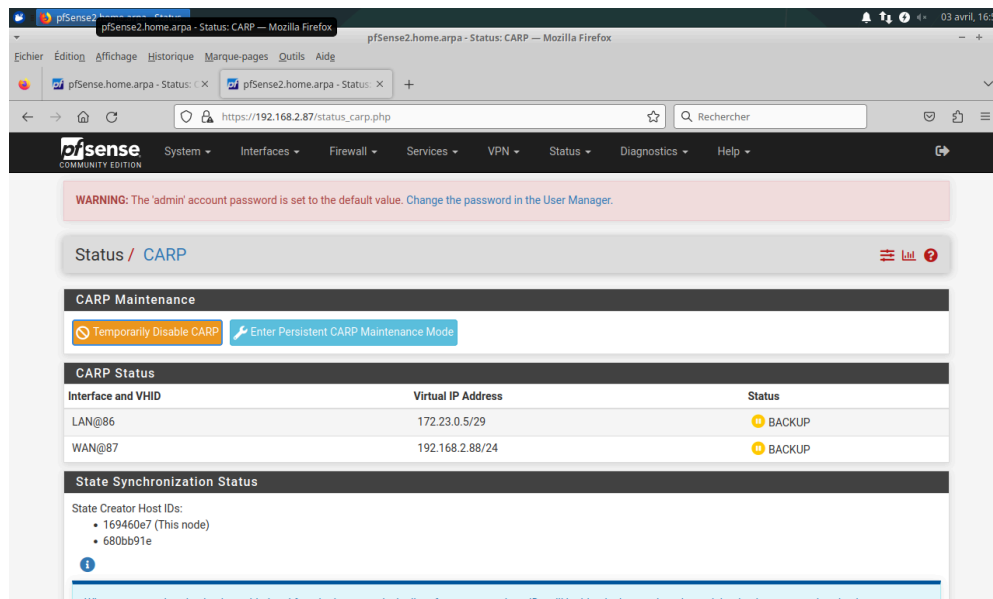 pfSense2.home.arpa - Status
03 avril, 16:5
pfSense2.home.arpa - Status: CARP — Mozilla Firefox
pfSense2.home.arpa - Status: CARP — Mozilla Firefox
Fichier Édition Affichage Historique Marque-pages Outils Aide
pfSense.home.arpa - Status: C
pfSense2.home.arpa - Status:
https://192.168.2.87/status_carp.php
Rechercher
pfsense
COMMUNITY EDITION
System Interfaces Firewall Services VPN Status Diagnostics Help
WARNING: The 'admin' account password is set to the default value. Change the password in the User Manager.
Status / CARP
CARP Maintenance
Temporarily Disable CARP
Enter Persistent CARP Maintenance Mode
CARP Status
Interface and VHID Virtual IP Address Status
LAN@86 172.23.0.5/29 BACKUP
WAN@87 192.168.2.88/24 BACKUP
State Synchronization Status
State Creator Host IDs:
• 169460e7 (This node)
• 680bb91e